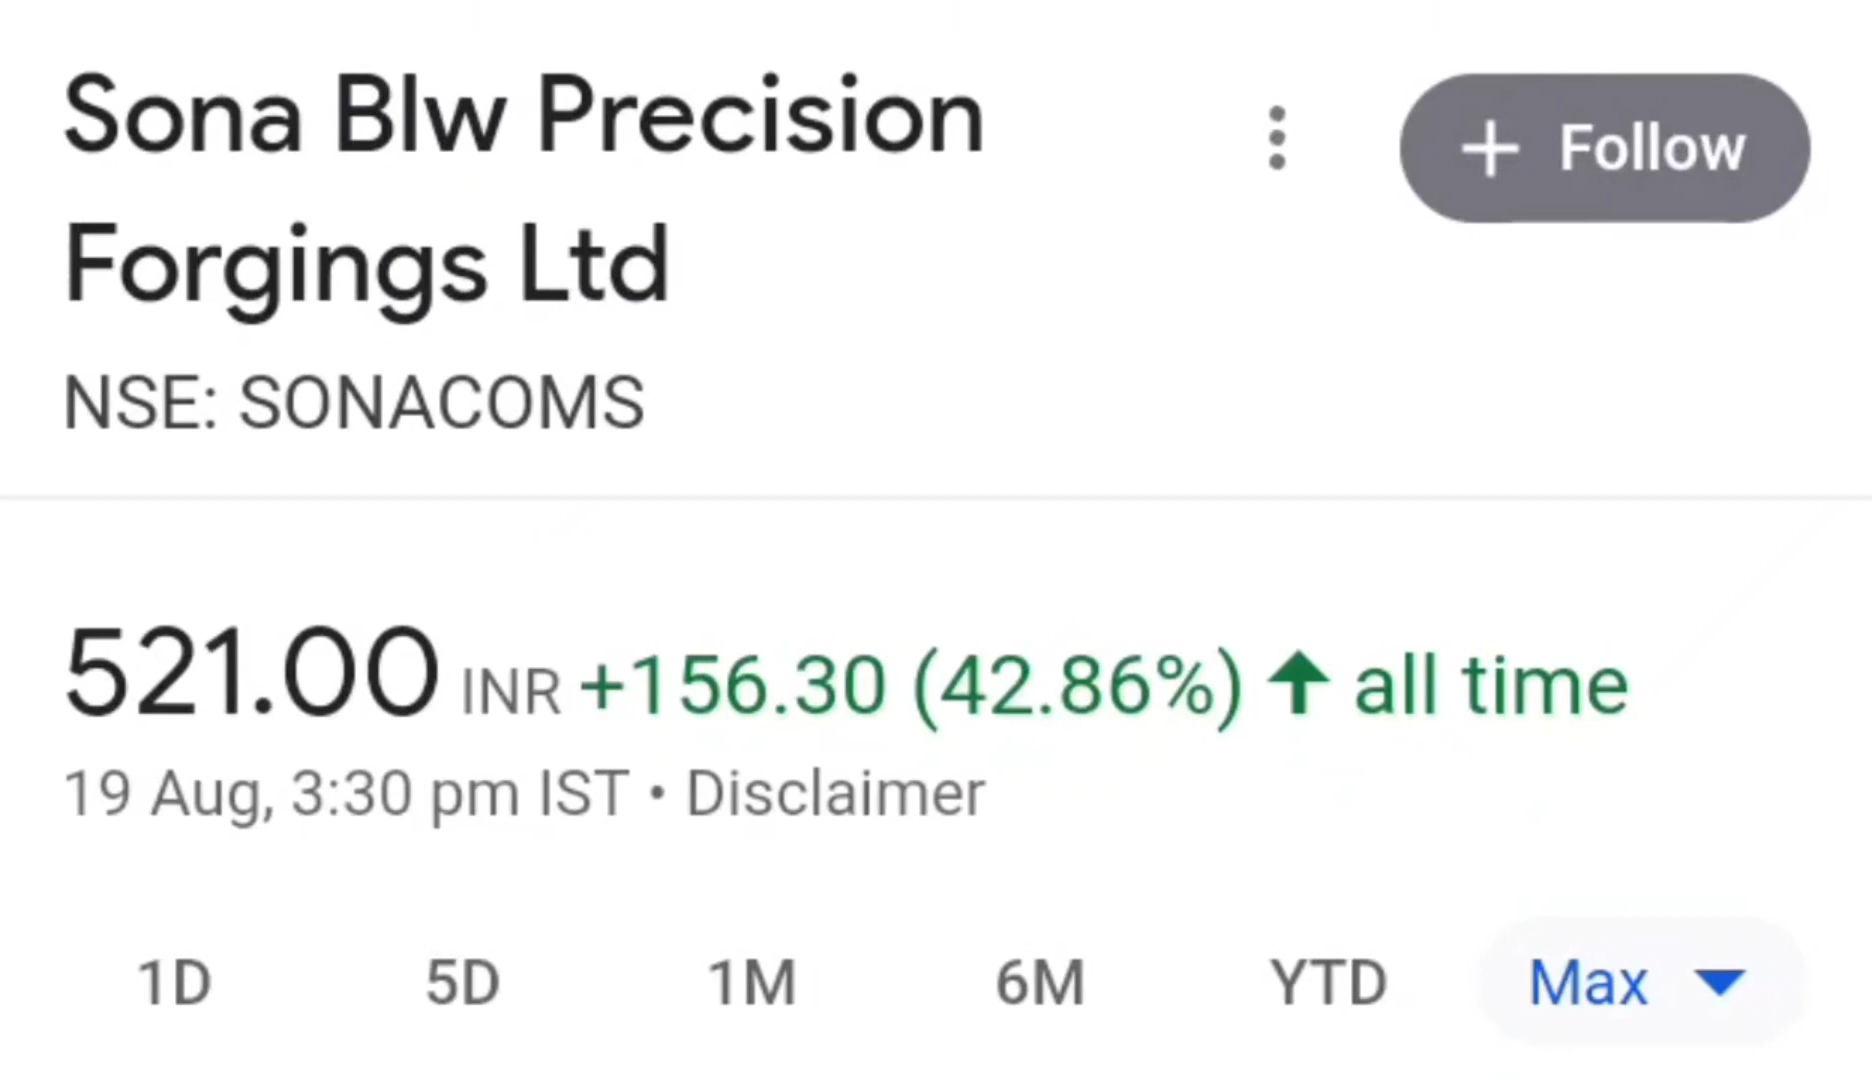 Sona Blw Precision
Forgings Ltd
+ Follow
NSE: SONACOMS
521.00 INR +156.30 (42.86%) ↑ all time
19 Aug, 3:30 pm IST • Disclaimer
1D 5D 1M 6M YTD Max